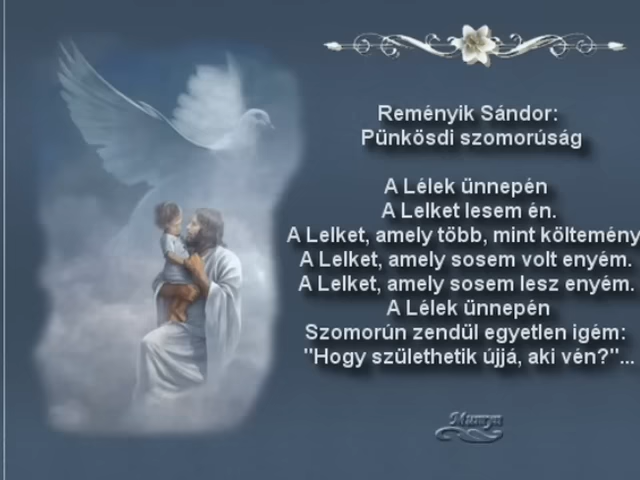 Reményik Sándor:
Pünkösdi szomorúság
A Lélek ünnepén
A Lelket lesem én.
A Lelket, amely több, mint költemény
A Lelket, amely sosem volt enyém.
A Lelket, amely sosem lesz enyém.
A Lélek ünnepén
Szomorún zendül egyetlen igém:
"Hogy születhetik újjá, aki vén?"...